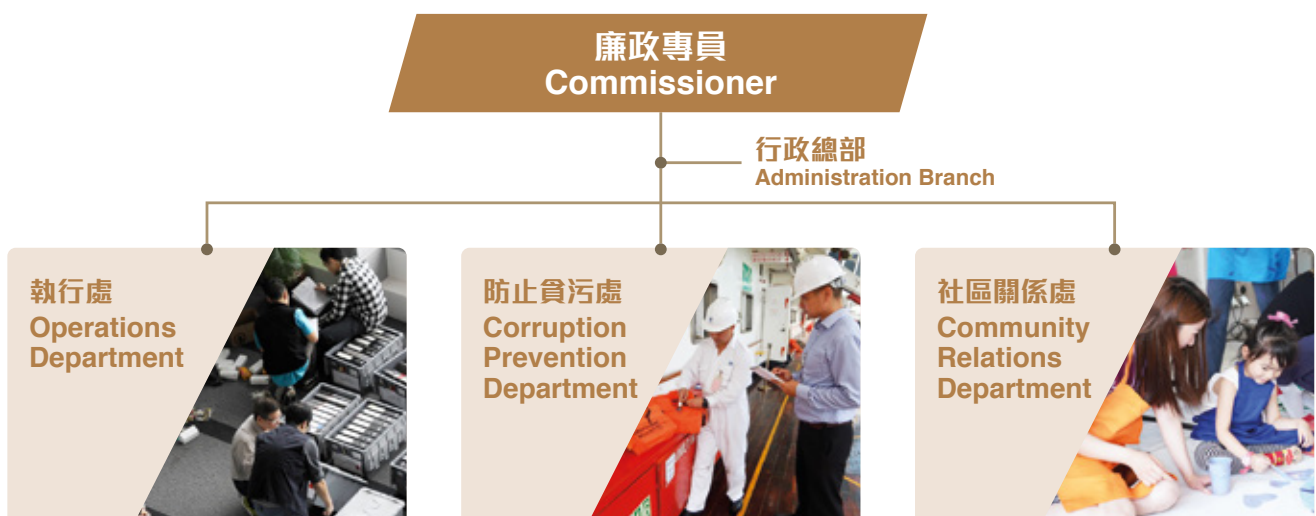 廉政專員
Commissioner
行政總部
Administration Branch
執行處
Operations
Department
防止貪污處
Corruption
Prevention
Department
社區關係處
Community
Relations
Department